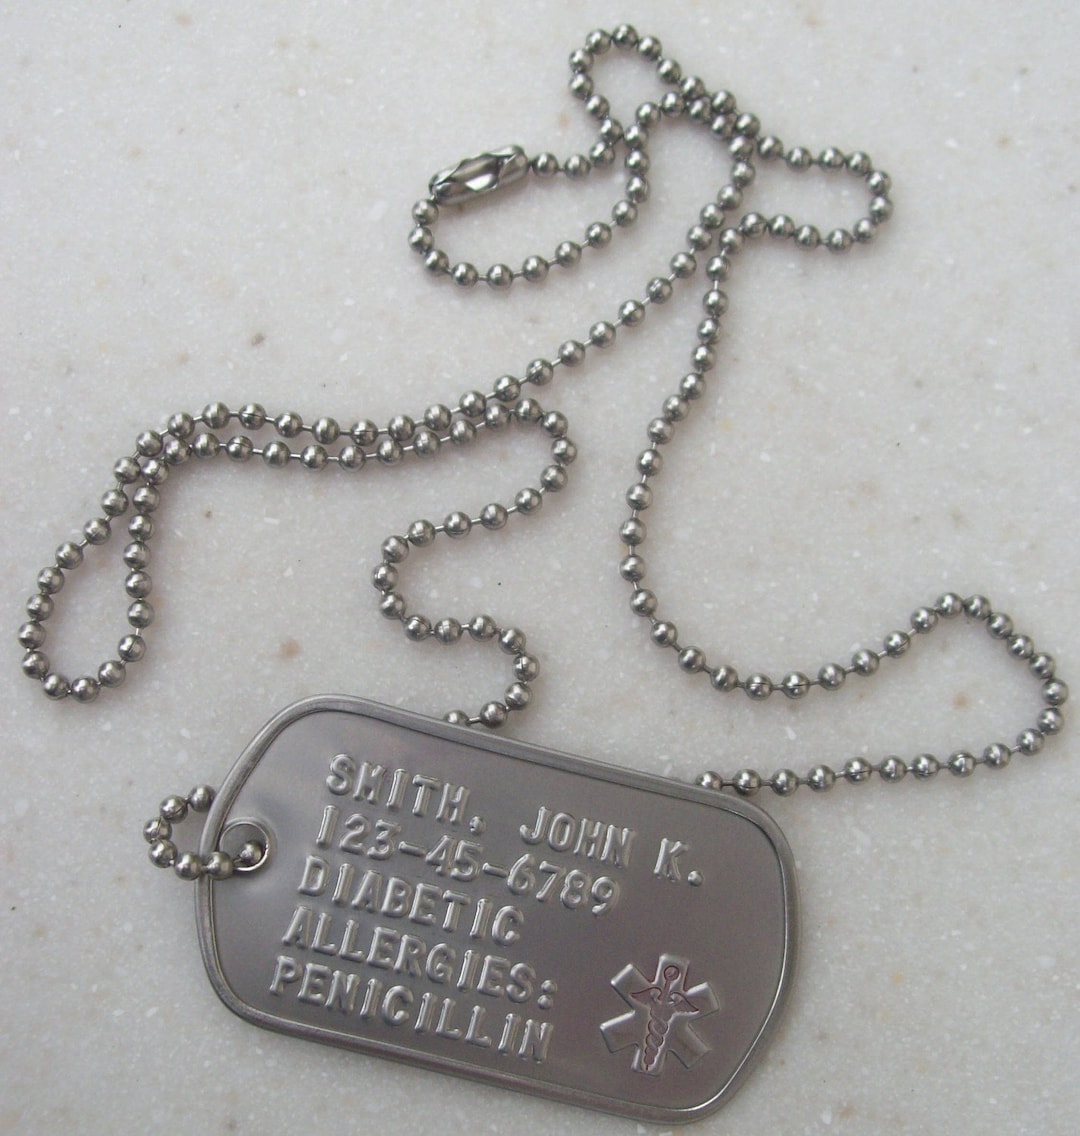 SMITH, JOHN K.
123-45-6789
DIABETIC
ALLERGIES:
PENICILLIN